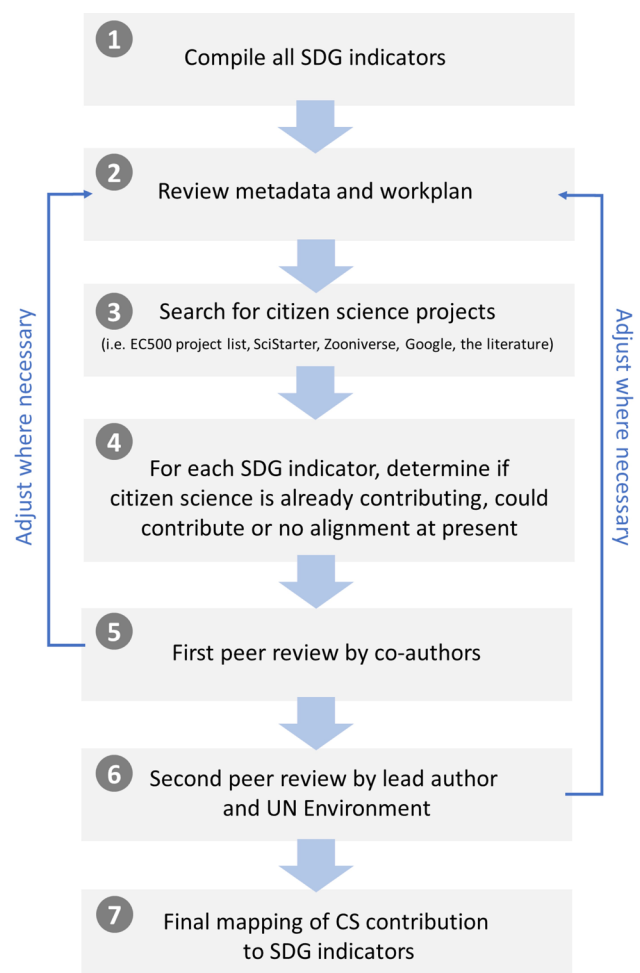 1
Compile all SDG indicators
2
Review metadata and workplan
3
Search for citizen science projects
(i.e. EC500 project list, SciStarter, Zooniverse, Google, the literature)
4
For each SDG indicator, determine if
citizen science is already contributing, could
contribute or no alignment at present
5
First peer review by co-authors
6
Second peer review by lead author
and UN Environment
7
Final mapping of CS contribution
to SDG indicators
Adjust where necessary
Adjust where necessary